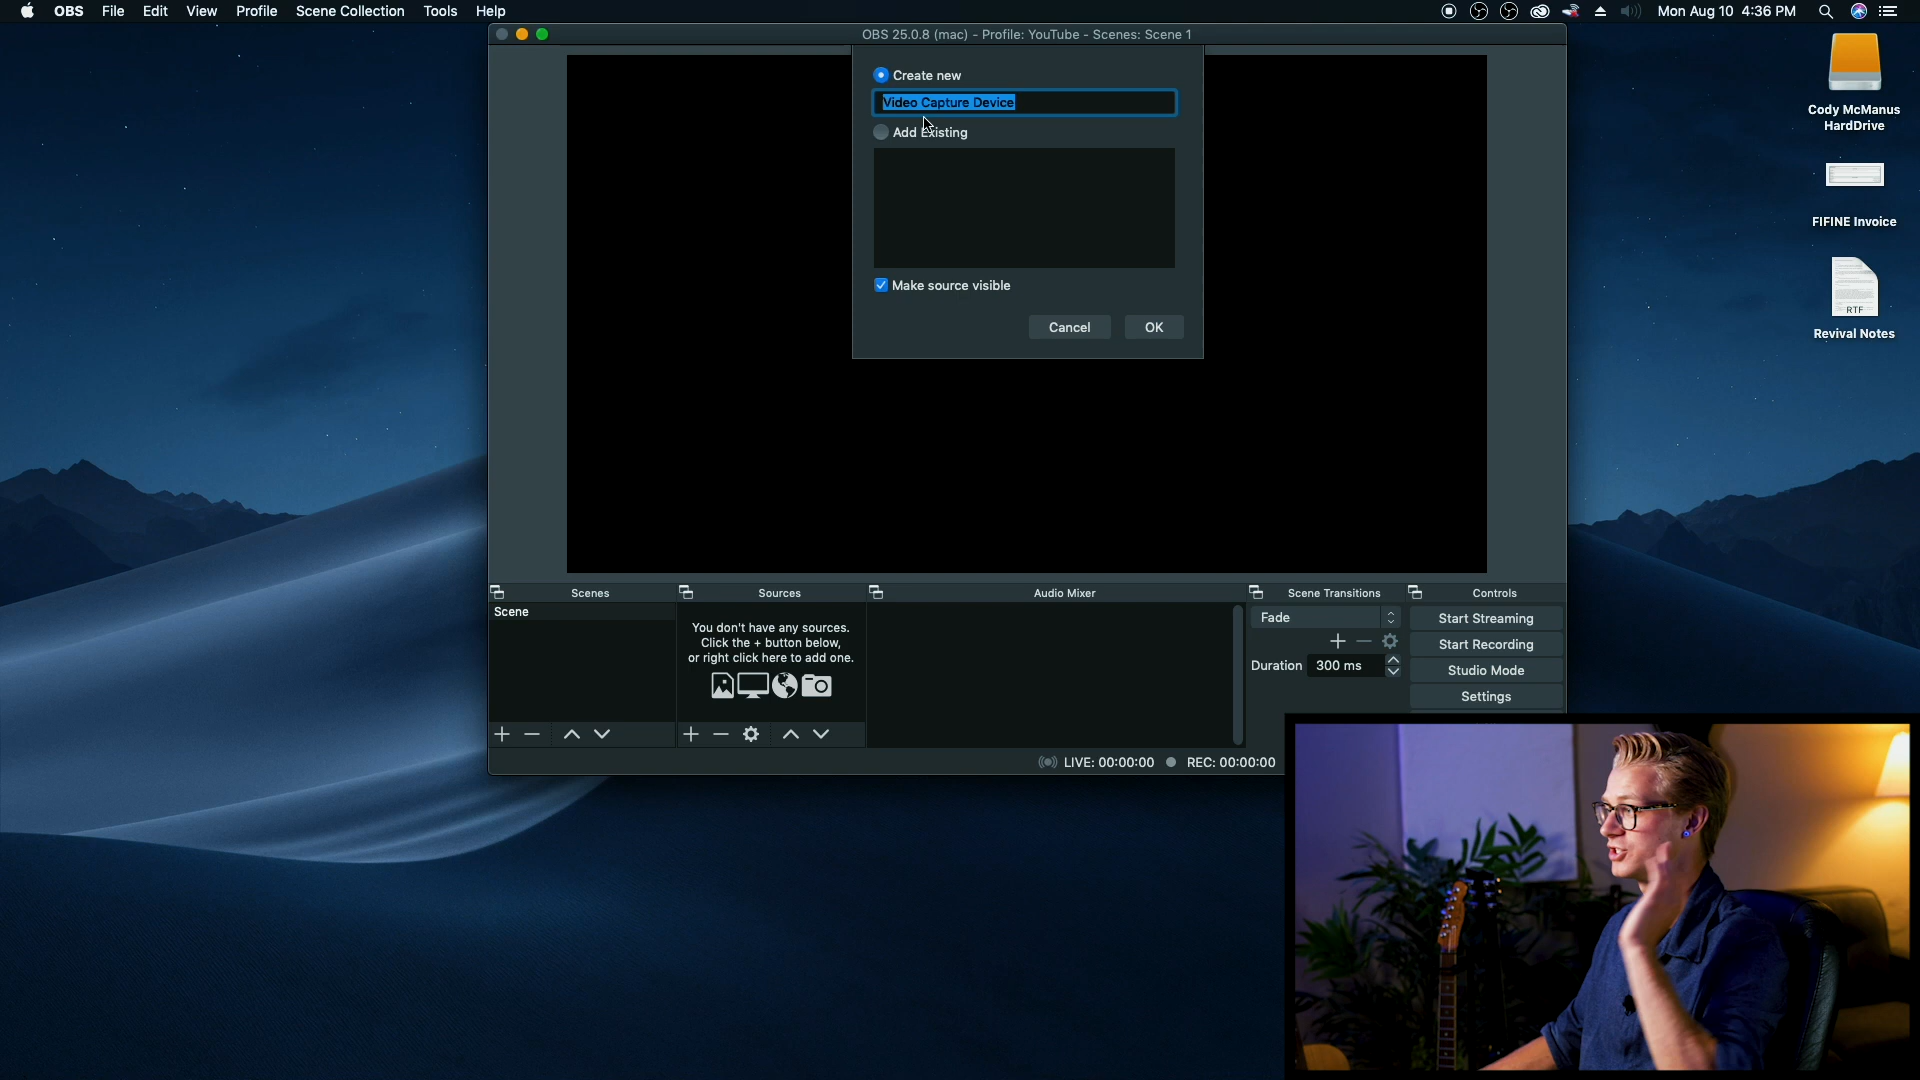 OBS File Edit View Profile Scene Collection Tools Help Mon Aug 10 4:36 PM
OBS 25.0.8 (mac) - Profile: YouTube - Scenes: Scene 1
Create new
Video Capture Device
Add Existing
Make source visible
Cancel OK
Cody McManus
HardDrive
FIFINE Invoice
RTF
Revival Notes
Scenes Sources Audio Mixer Scene Transitions Controls
Scene
You don't have any sources.
Click the + button below,
or right click here to add one.
Fade
Duration 300 ms
Start Streaming
Start Recording
Studio Mode
Settings
LIVE: 00:00:00 REC: 00:00:00